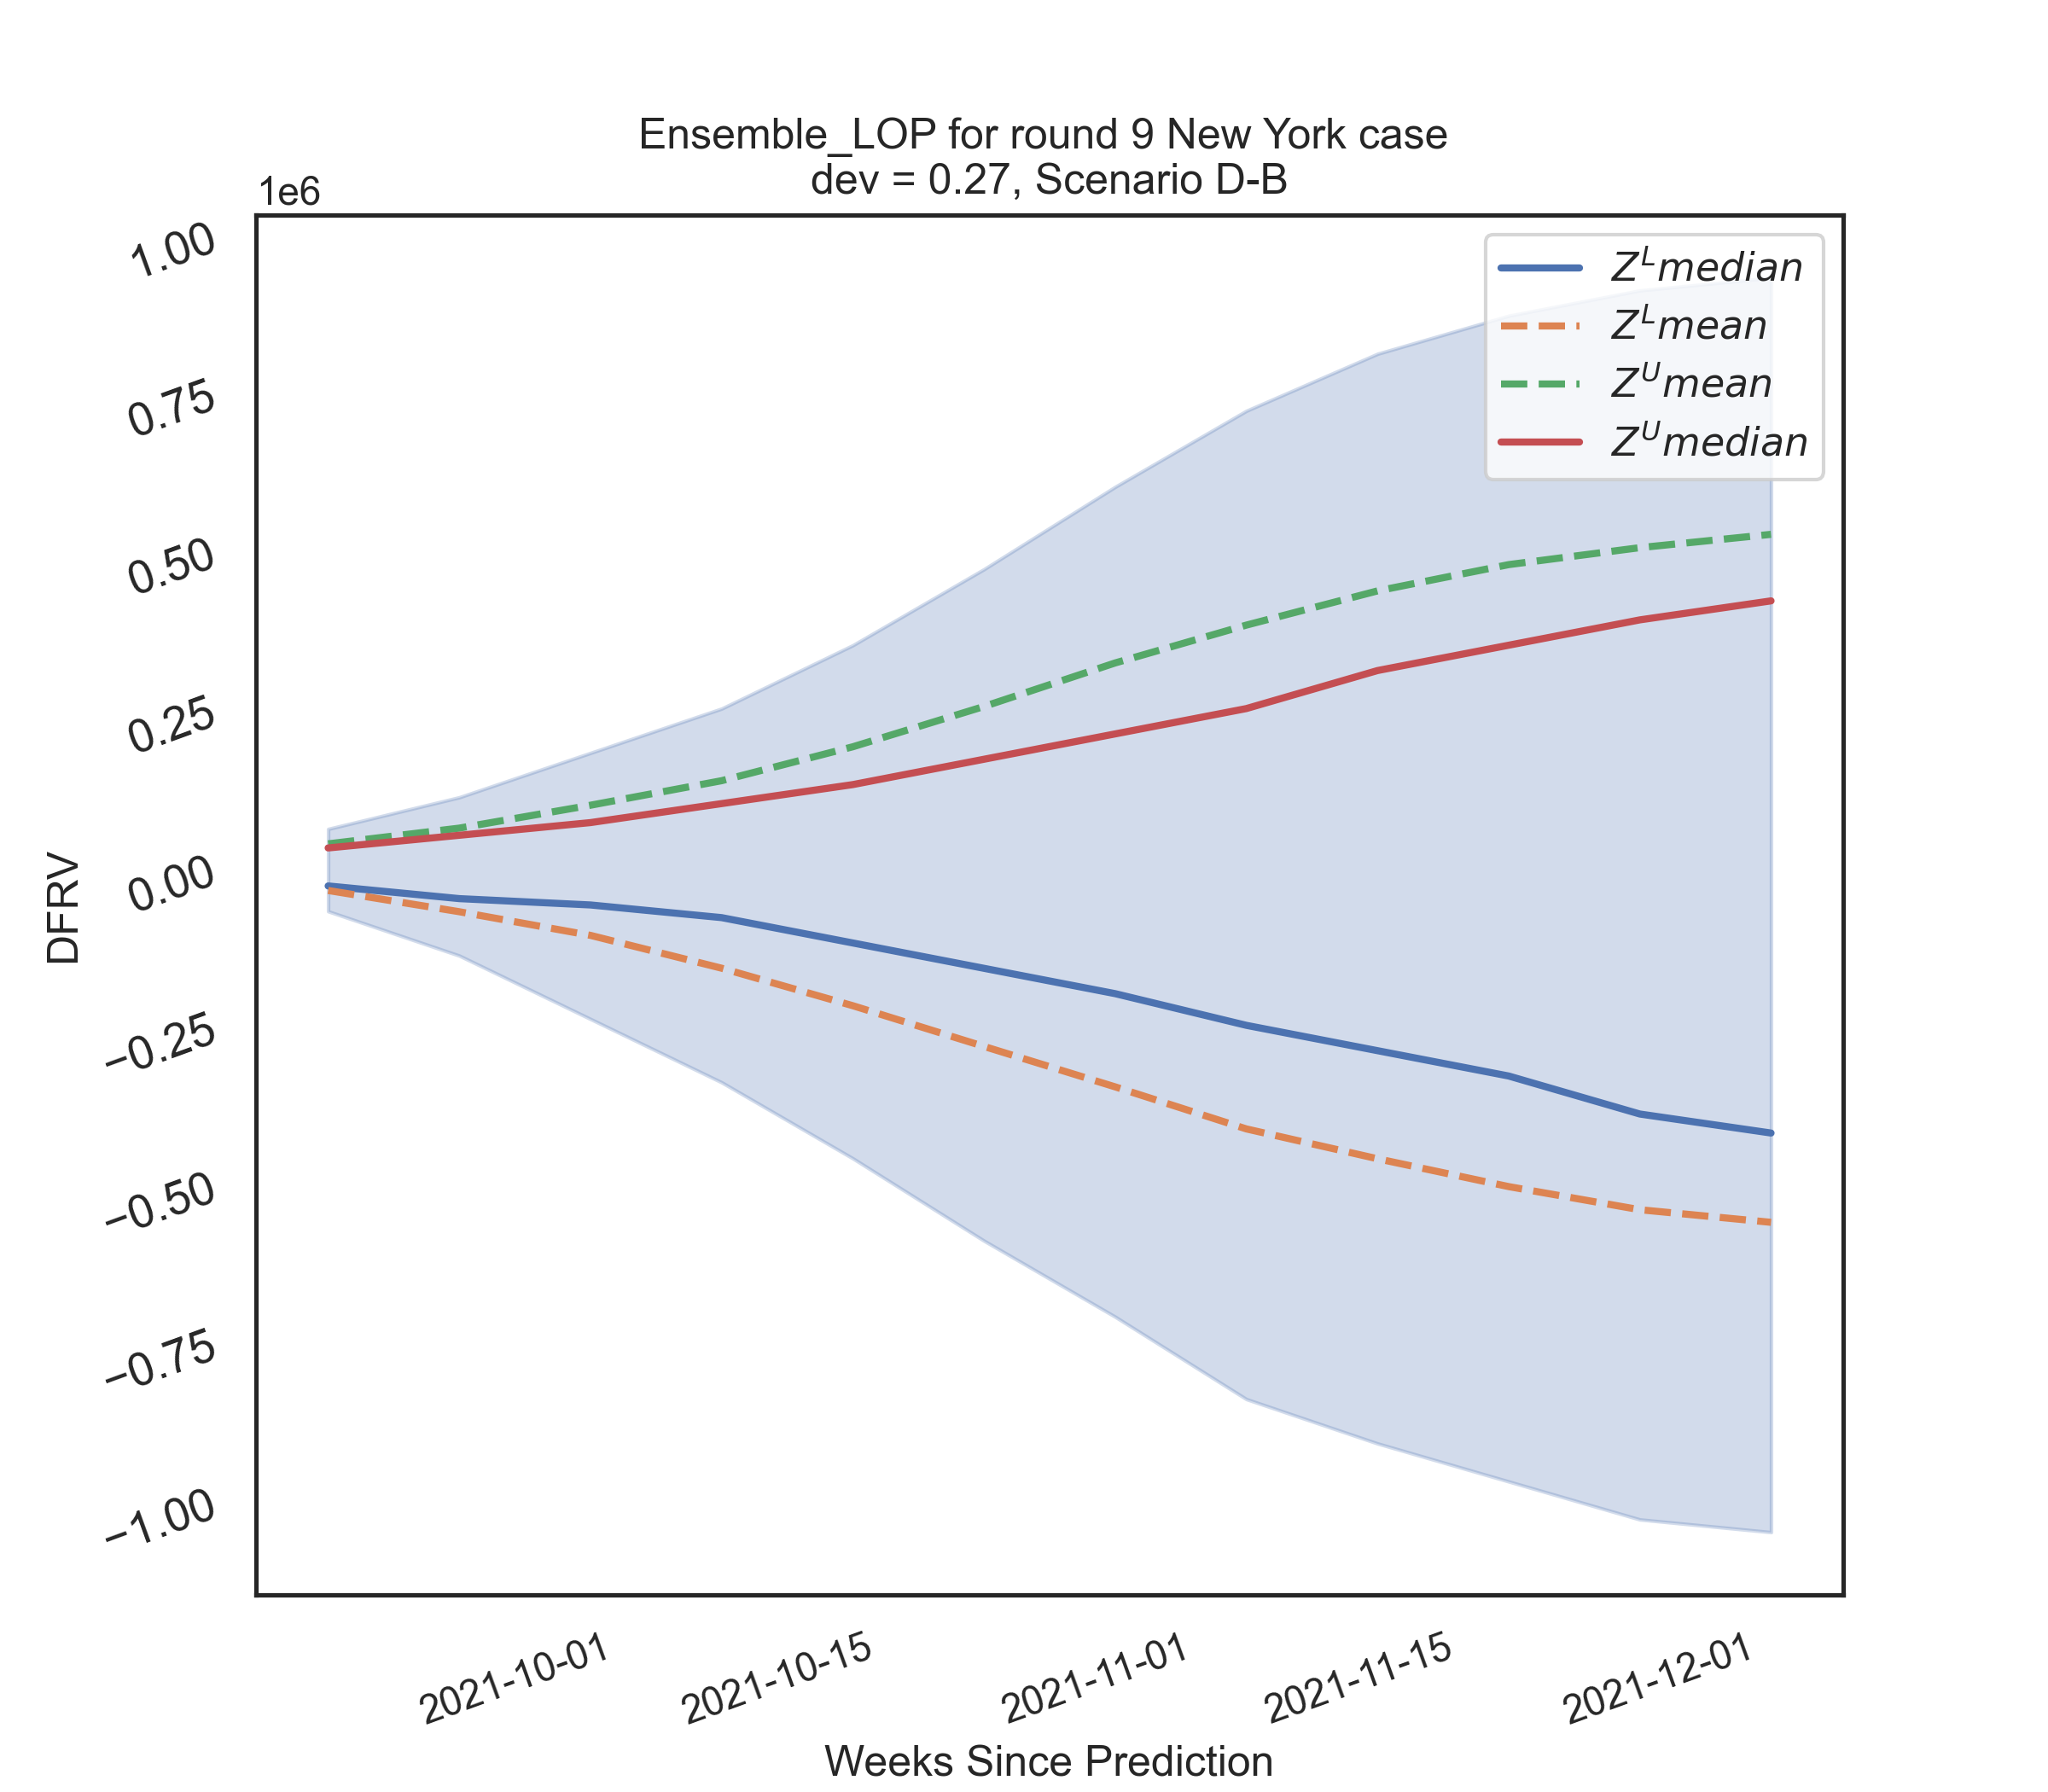 Ensemble_LOP for round 9 New York case
dev = 0.27, Scenario D-B
1e6
1.00
0.75
0.50
0.25
0.00
−0.25
−0.50
−0.75
−1.00
DFRV
Z^L median
Z^L mean
Z^U mean
Z^U median
2021-10-01
2021-10-15
2021-11-01
2021-11-15
2021-12-01
Weeks Since Prediction